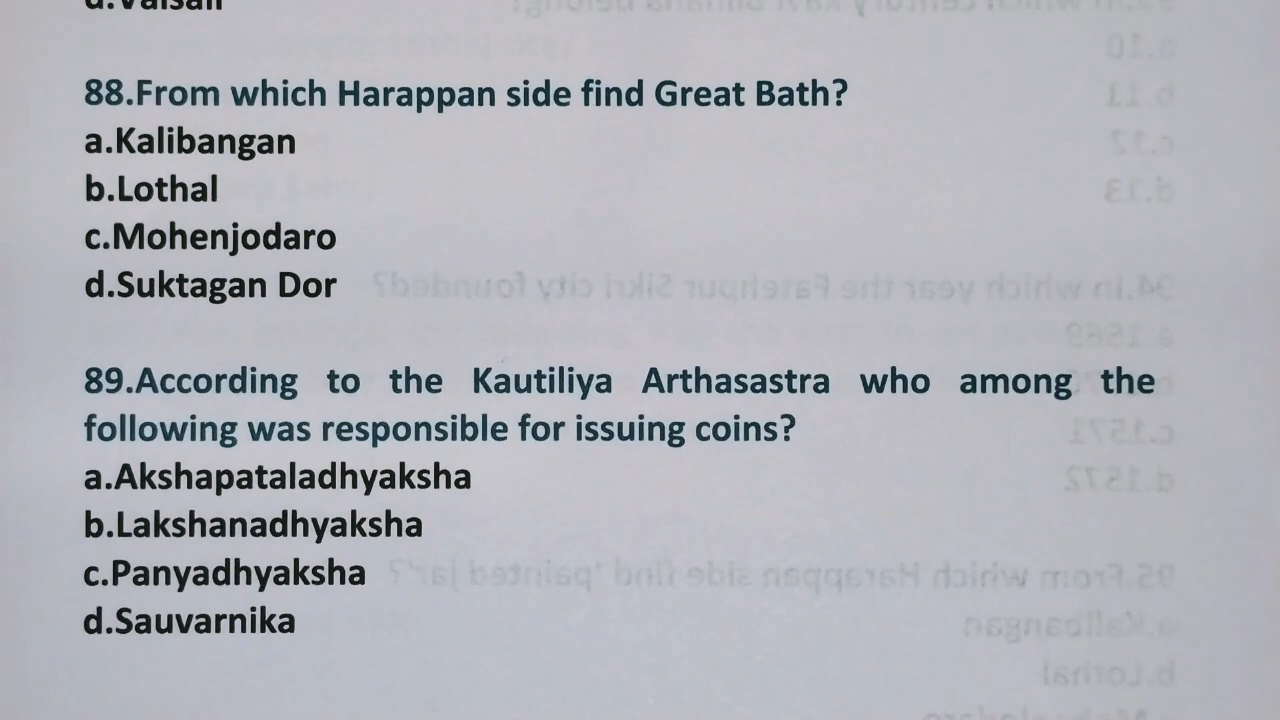 d.Vaisali
88.From which Harappan side find Great Bath?
a.Kalibangan
b.Lothal
c.Mohenjodaro
d.Suktagan Dor
89.According to the Kautiliya Arthasastra who among the
following was responsible for issuing coins?
a.Akshapataladhyaksha
b.Lakshanadhyaksha
c.Panyadhyaksha
d.Sauvarnika